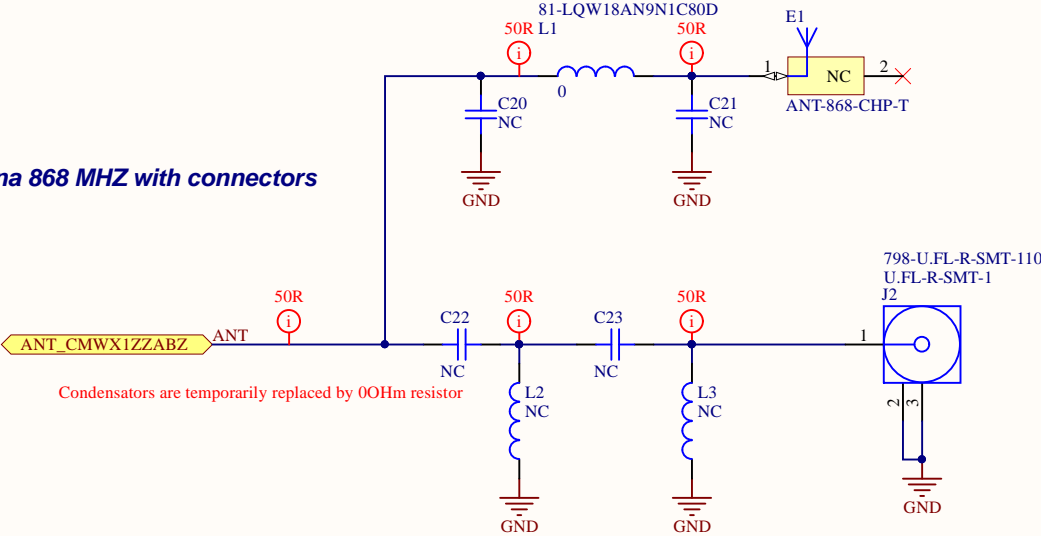 81-LQW18AN9N1C80D
50R L1
50R
E1
i
i
1
NC
2
0
C20
NC
C21
NC
ANT-868-CHP-T
na 868 MHZ with connectors
GND
GND
798-U.FL-R-SMT-110
U.FL-R-SMT-1
J2
50R
50R
50R
i
C22
i
C23
i
ANT_CMWX1ZZABZ
ANT
1
NC
NC
Condensators are temporarily replaced by 0OHm resistor
L2
NC
L3
NC
2
3
GND
GND
GND